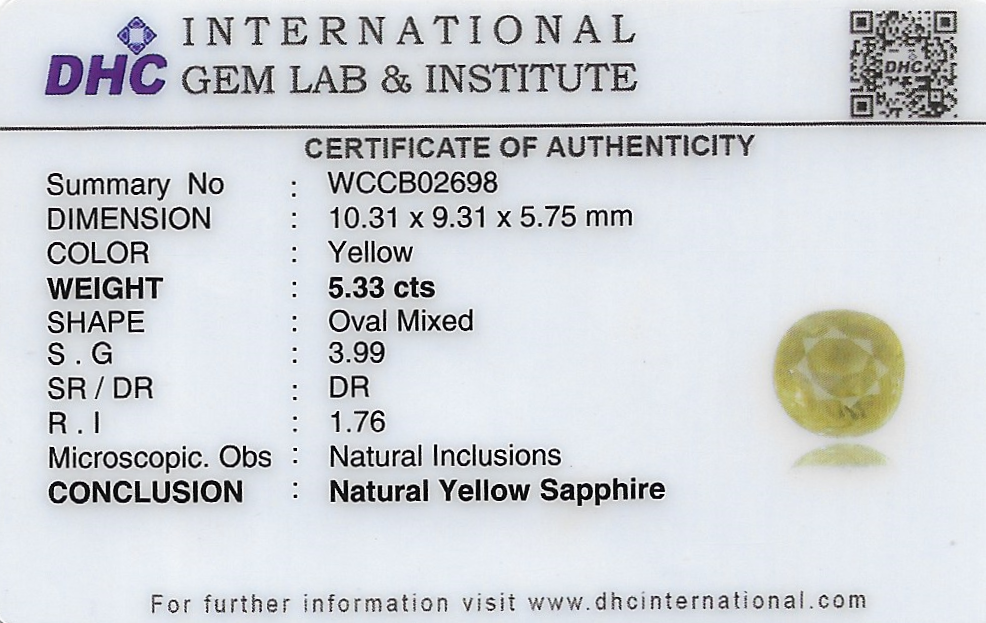 DHC INTERNATIONAL
GEM LAB & INSTITUTE
DHC
CERTIFICATE OF AUTHENTICITY
Summary No : WCCB02698
DIMENSION : 10.31 x 9.31 x 5.75 mm
COLOR : Yellow
WEIGHT : 5.33 cts
SHAPE : Oval Mixed
S . G : 3.99
SR / DR : DR
R . I : 1.76
Microscopic. Obs : Natural Inclusions
CONCLUSION : Natural Yellow Sapphire
For further information visit www.dhcinternational.com